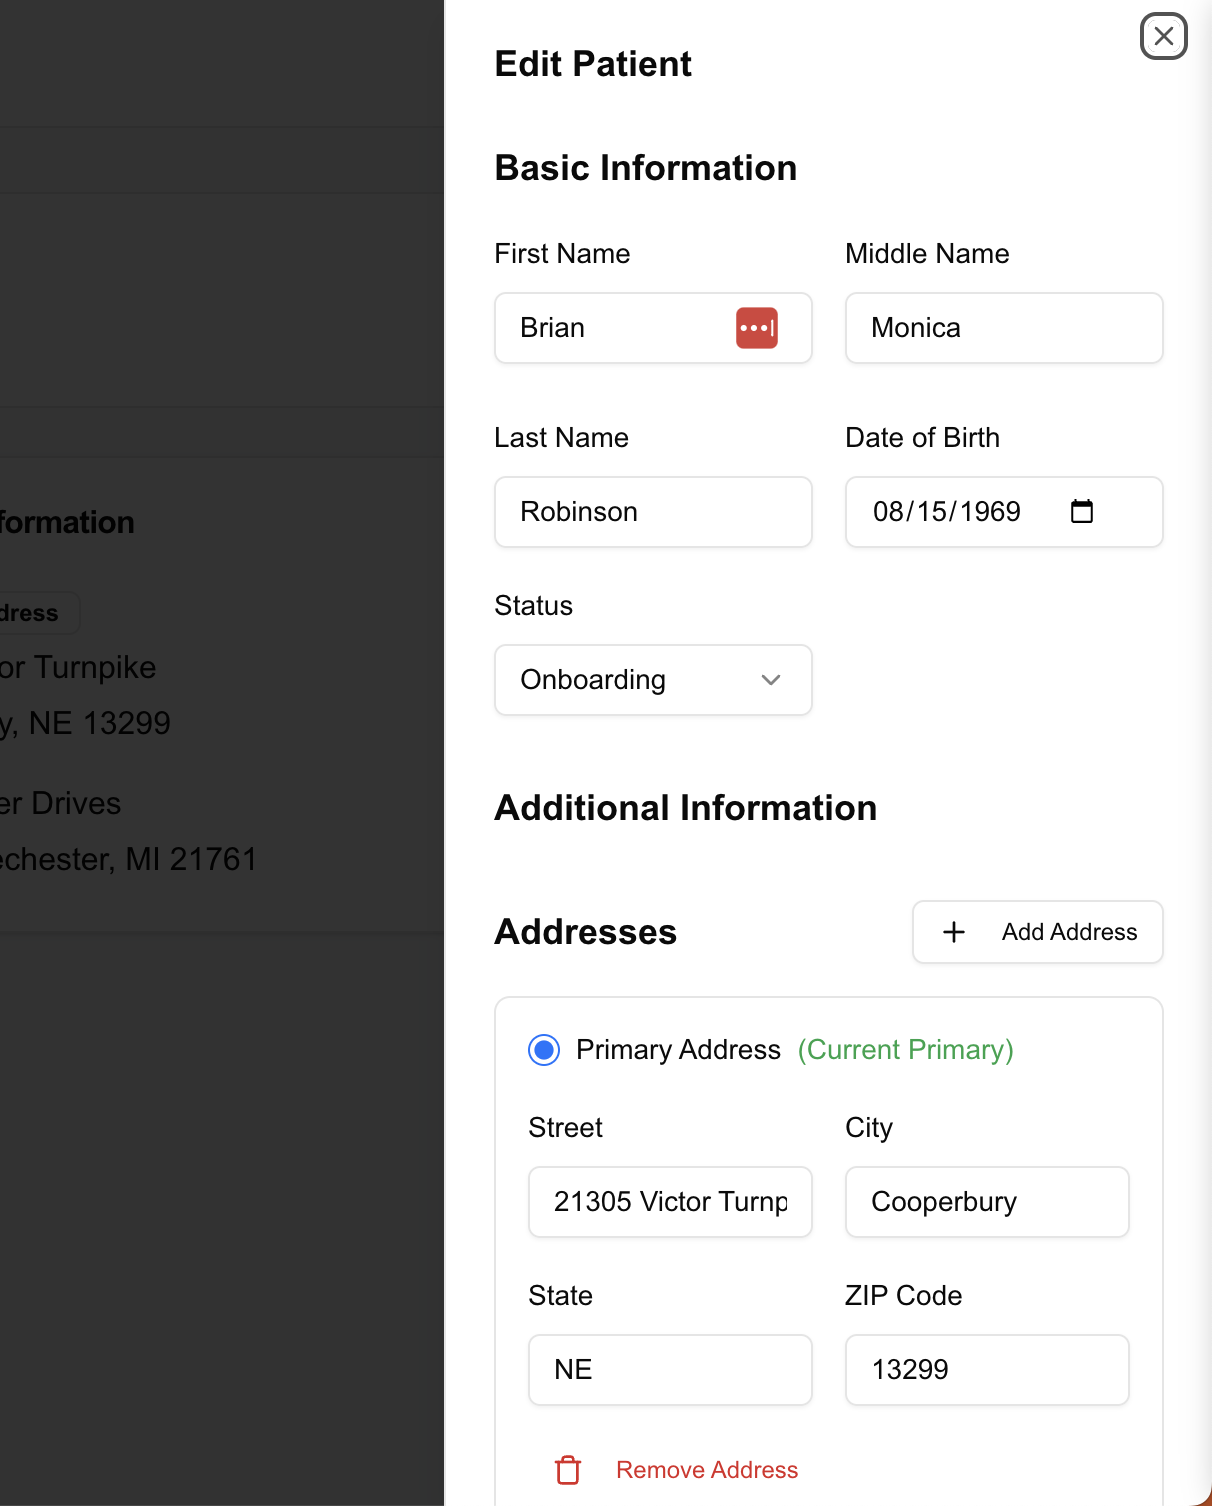 Edit Patient
Basic Information
First Name
Middle Name
Brian
Monica
Last Name
Date of Birth
Robinson
08/15/1969
Status
Onboarding
Additional Information
Addresses
Add Address
Primary Address (Current Primary)
Street
City
21305 Victor Turnp
Cooperbury
State
ZIP Code
NE
13299
Remove Address
formation
dress
or Turnpike
y, NE 13299
er Drives
echester, MI 21761